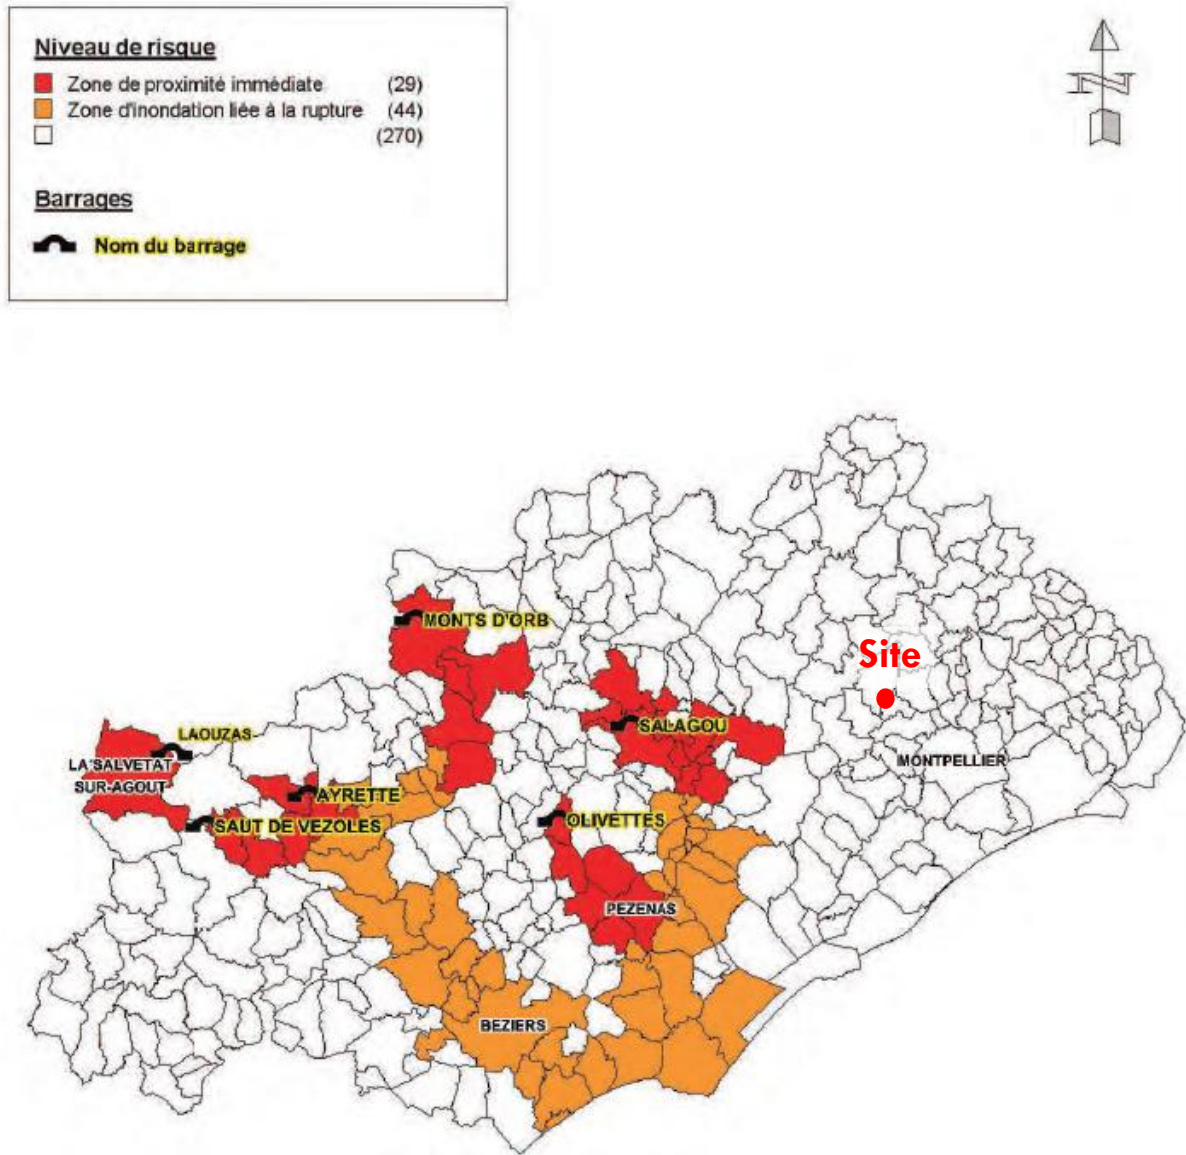 Niveau de risque
Zone de proximité immédiate (29)
Zone d'inondation liée à la rupture (44)
(270)
Barrages
Nom du barrage
N
MONTS D'ORB
Site
LAOUZAS
SALAGOU
LA SALVETAT
SUR-AGOUT
MONTPELLIER
AYRETTE
OLIVETTES
SAUT DE VEZOLES
PEZENAS
BEZIERS